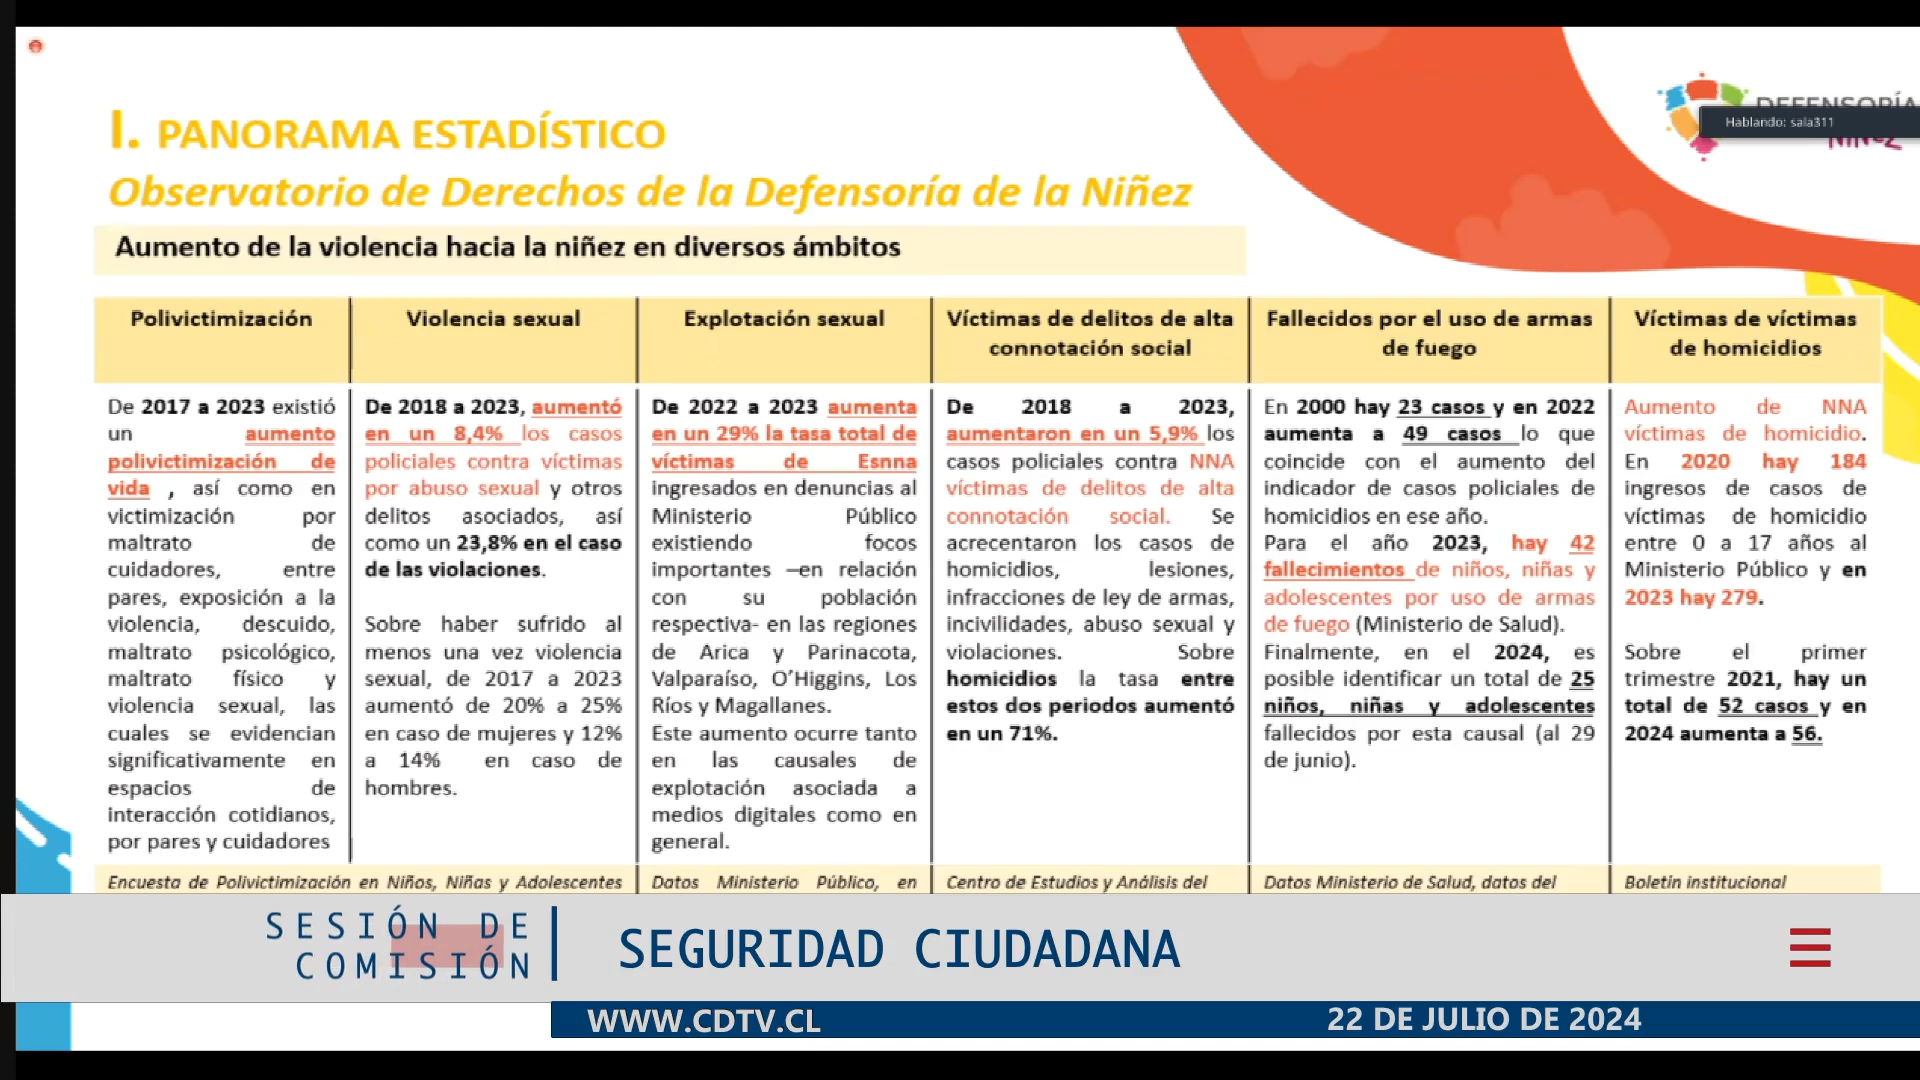 I. PANORAMA ESTADÍSTICO
Observatorio de Derechos de la Defensoría de la Niñez
Hablando: sala311
Aumento de la violencia hacia la niñez en diversos ámbitos
Polivictimización
De 2017 a 2023 existió
un aumento
polivictimización de
vida , así como en
victimización por
maltrato de
cuidadores, entre
pares, exposición a la
violencia, descuido,
maltrato psicológico,
maltrato físico y
violencia sexual, las
cuales se evidencian
significativamente en
espacios de
interacción cotidianos,
por pares y cuidadores
Violencia sexual
De 2018 a 2023, aumentó
en un 8,4% los casos
policiales contra víctimas
por abuso sexual y otros
delitos asociados, así
como un 23,8% en el caso
de las violaciones.
Sobre haber sufrido al
menos una vez violencia
sexual, de 2017 a 2023
aumentó de 20% a 25%
en caso de mujeres y 12%
a 14% en caso de
hombres.
Encuesta de Polivictimización en Niños, Niñas y Adolescentes
Explotación sexual
De 2022 a 2023 aumenta
en un 29% la tasa total de
víctimas de Esnna
ingresados en denuncias al
Ministerio Público
existiendo focos
importantes –en relación
con su población
respectiva- en las regiones
de Arica y Parinacota,
Valparaíso, O’Higgins, Los
Ríos y Magallanes.
Este aumento ocurre tanto
en las causales de
explotación asociada a
medios digitales como en
general.
Datos Ministerio Público, en
Víctimas de delitos de alta
connotación social
De 2018 a 2023,
aumentaron en un 5,9% los
casos policiales contra NNA
víctimas de delitos de alta
connotación social. Se
acrecentaron los casos de
homicidios, lesiones,
infracciones de ley de armas,
incivilidades, abuso sexual y
violaciones. Sobre
homicidios la tasa entre
estos dos periodos aumentó
en un 71%.
Centro de Estudios y Análisis del
Fallecidos por el uso de armas
de fuego
En 2000 hay 23 casos y en 2022
aumenta a 49 casos lo que
coincide con el aumento del
indicador de casos policiales de
homicidios en ese año.
Para el año 2023, hay 42
fallecimientos de niños, niñas y
adolescentes por uso de armas
de fuego (Ministerio de Salud).
Finalmente, en el 2024, es
posible identificar un total de 25
niños, niñas y adolescentes
fallecidos por esta causal (al 29
de junio).
Datos Ministerio de Salud, datos del
Víctimas de víctimas
de homicidios
Aumento de NNA
víctimas de homicidio.
En 2020 hay 184
ingresos de casos de
víctimas de homicidio
entre 0 a 17 años al
Ministerio Público y en
2023 hay 279.
Sobre el primer
trimestre 2021, hay un
total de 52 casos y en
2024 aumenta a 56.
Boletín institucional
SESIÓN DE
COMISIÓN
SEGURIDAD CIUDADANA
WWW.CDTV.CL
22 DE JULIO DE 2024